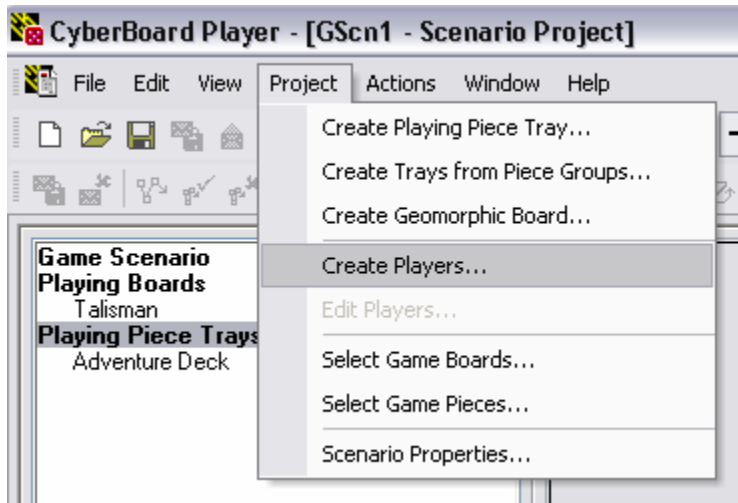 CyberBoard Player - [GScn1 - Scenario Project]
File Edit View Project Actions Window Help
Create Playing Piece Tray...
Create Trays from Piece Groups...
Create Geomorphic Board...
Create Players...
Edit Players...
Select Game Boards...
Select Game Pieces...
Scenario Properties...
Game Scenario
Playing Boards
Talisman
Playing Piece Trays
Adventure Deck